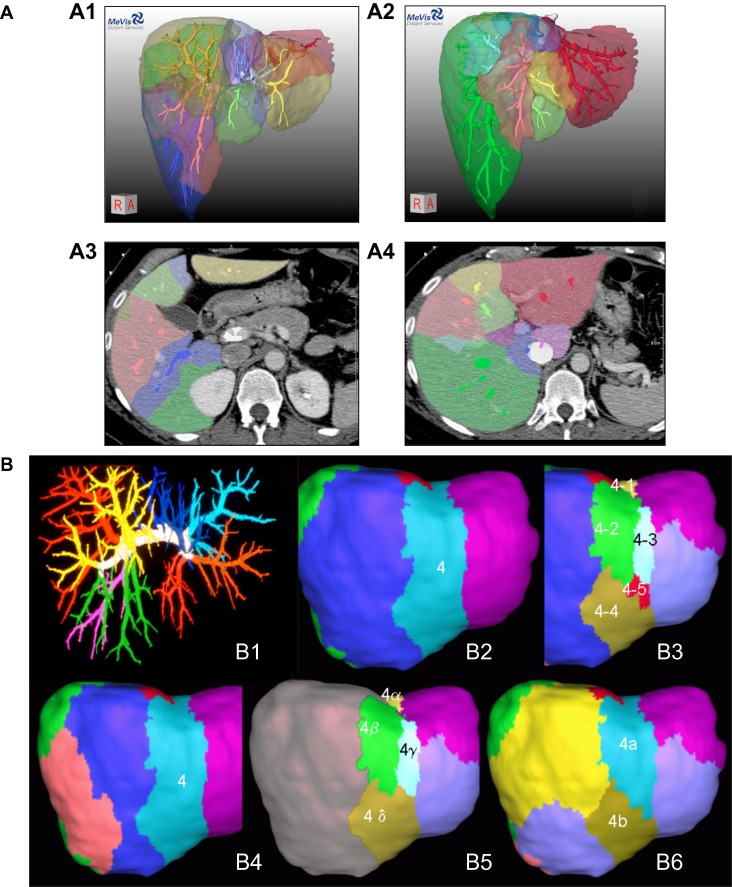 A
A1
A2
MeVis
Distant Services
MeVis
Distant Services
R A
R A
A3
A4
B
B1
4
B2
4-1
4-2
4-3
4-5
4-4
B3
4
B4
4α
4β
4γ
4δ
B5
4a
4b
B6